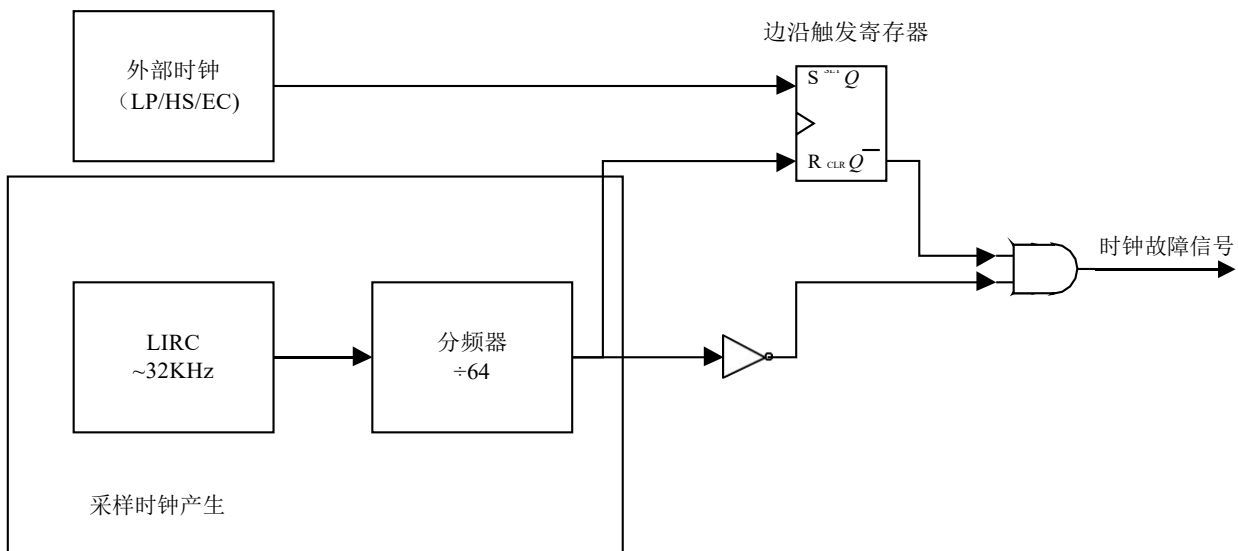 边沿触发寄存器
外部时钟
（LP/HS/EC)
S SET Q
R CLR Q
时钟故障信号
LIRC
~32KHz
分频器
÷64
采样时钟产生